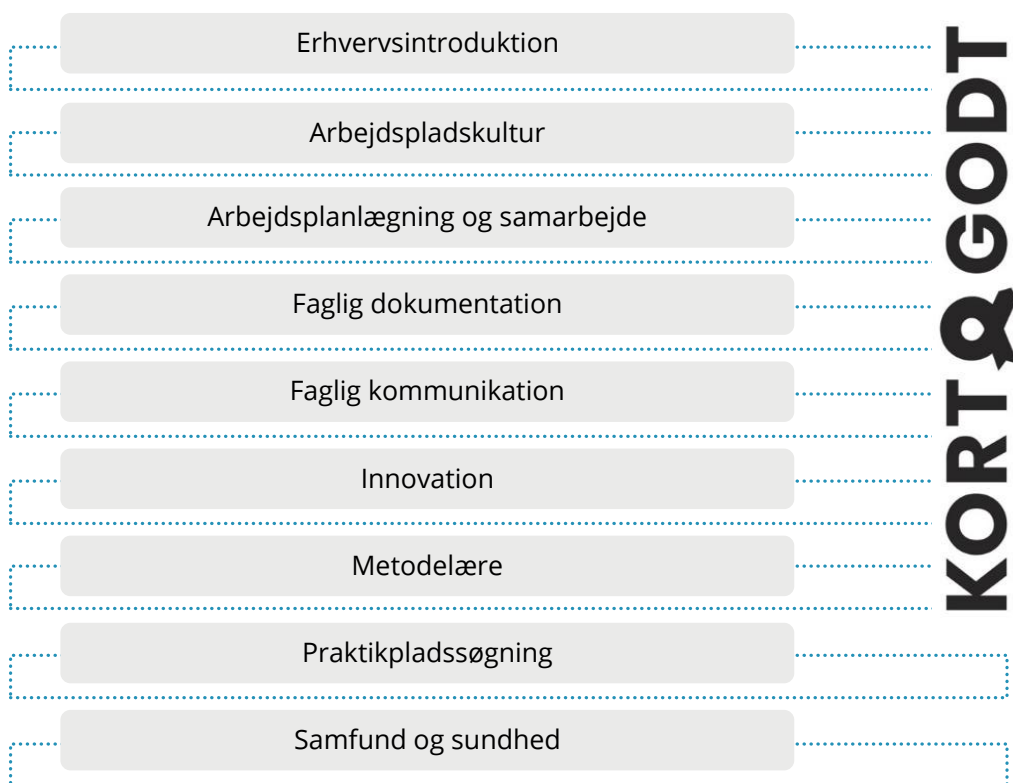 Erhvervsintroduktion
Arbejdspladskultur
Arbejdsplanlægning og samarbejde
Faglig dokumentation
Faglig kommunikation
Innovation
Metodelære
Praktikpladssøgning
Samfund og sundhed
KORT & GODT